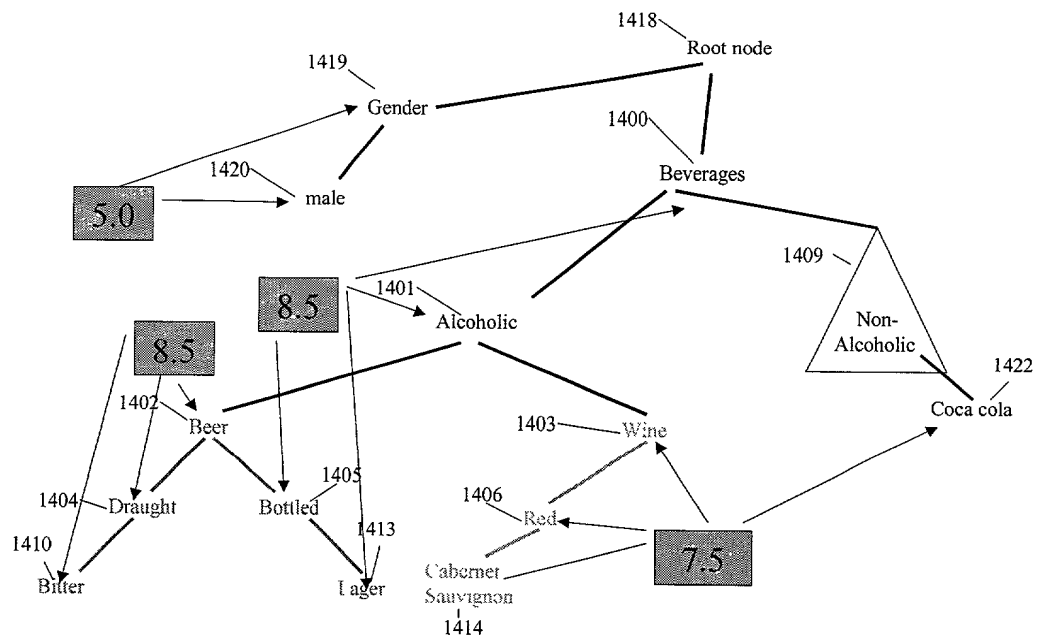 1418
Root node
1419
Gender
1400
1420
Beverages
male
5.0
1409
8.5
1401
Alcoholic
Non-
Alcoholic
8.5
1422
1402
Coca cola
Beer
1403
Wine
1405
1404
Draught
Bottled
1406
Red
1413
1410
7.5
Bitter
Lager
Cabernet
Sauvignon
1414